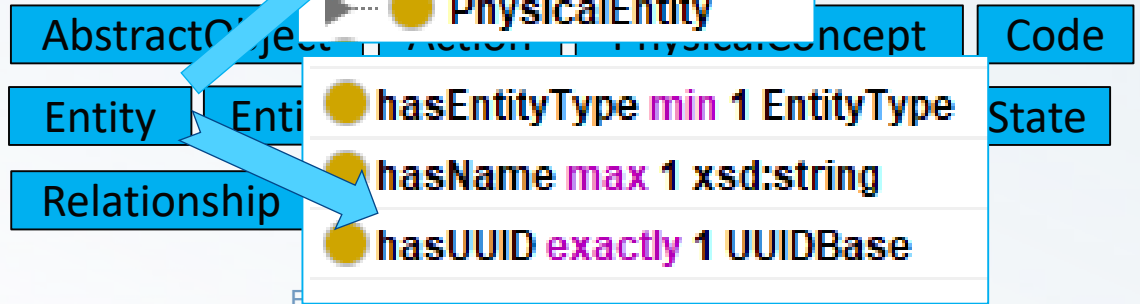 PhysicalEntity
AbstractObject Action PhysicalConcept Code
Entity Enti State
hasEntityType min 1 EntityType
hasName max 1 xsd:string
Relationship
hasUUID exactly 1 UUIDBase